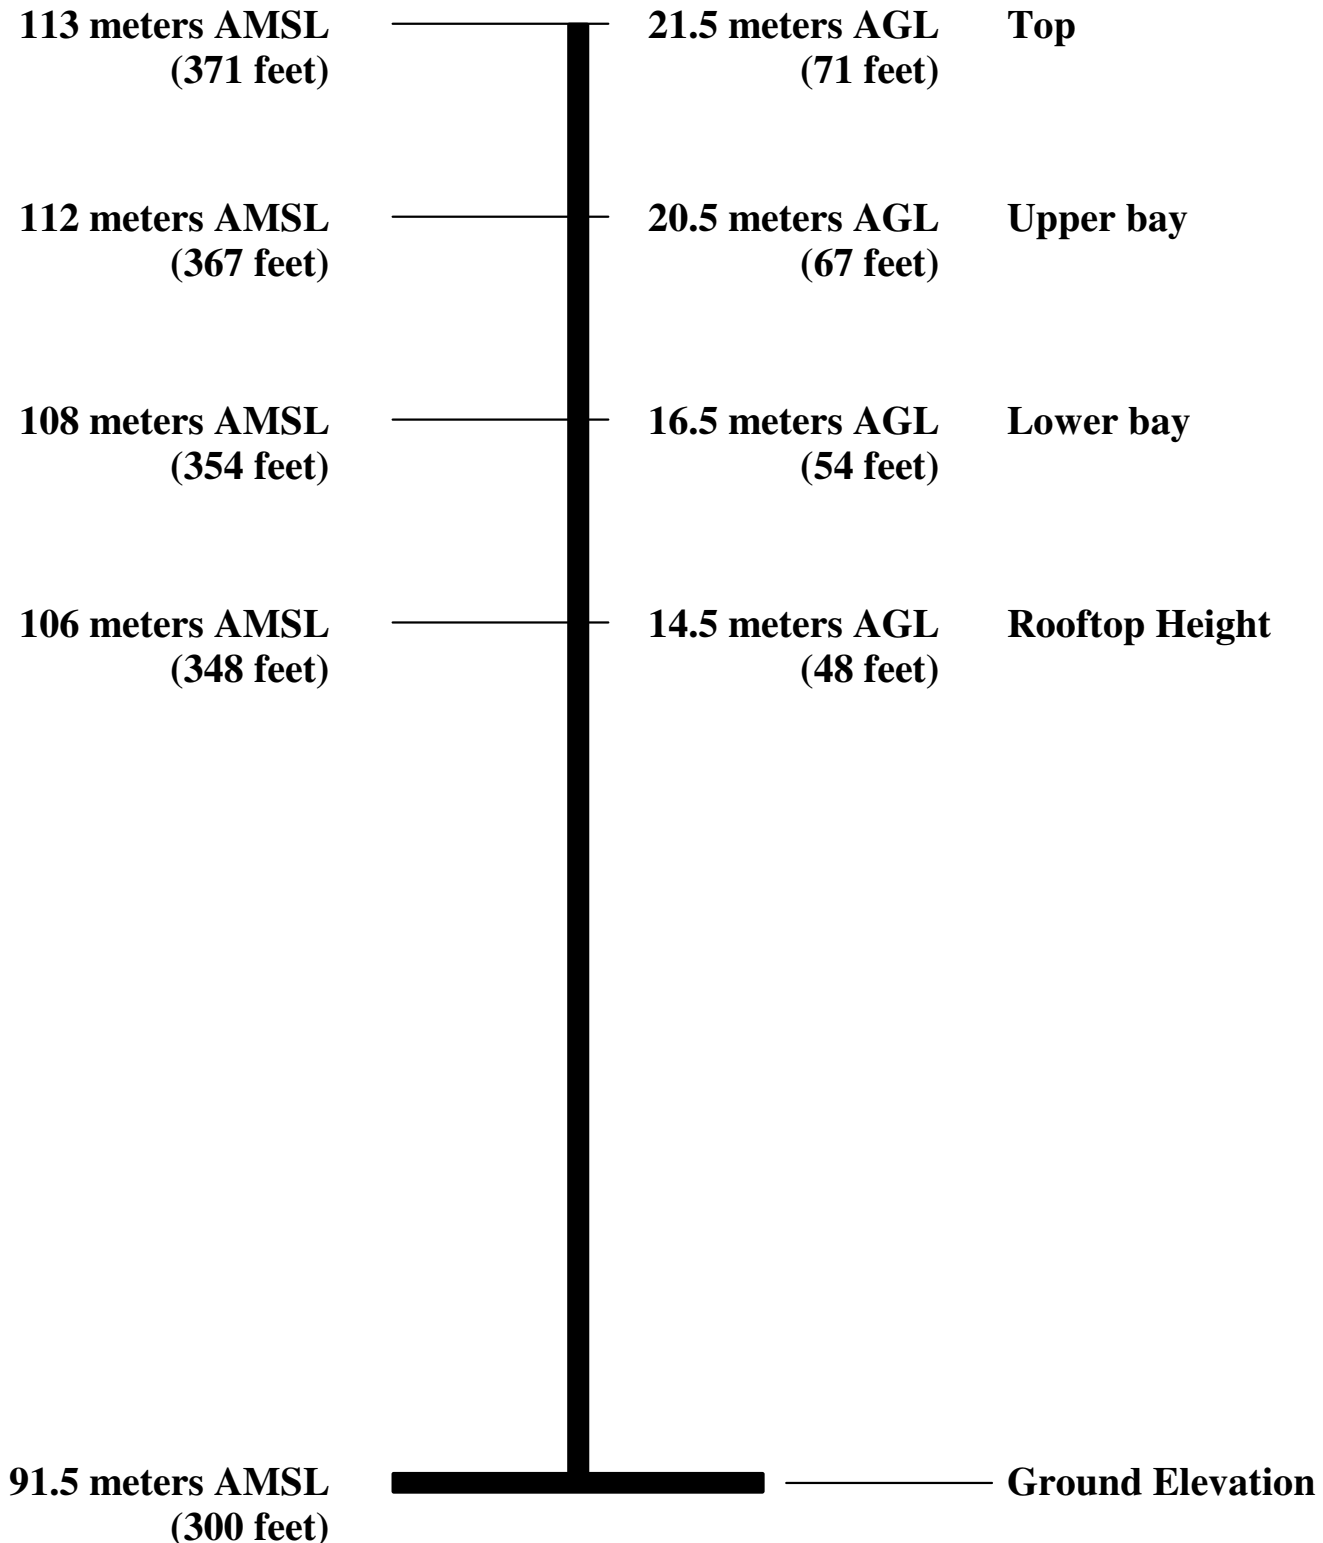 113 meters AMSL 21.5 meters AGL Top
(371 feet) (71 feet)
112 meters AMSL 20.5 meters AGL Upper bay
(367 feet) (67 feet)
108 meters AMSL 16.5 meters AGL Lower bay
(354 feet) (54 feet)
106 meters AMSL 14.5 meters AGL Rooftop Height
(348 feet) (48 feet)
91.5 meters AMSL Ground Elevation
(300 feet)